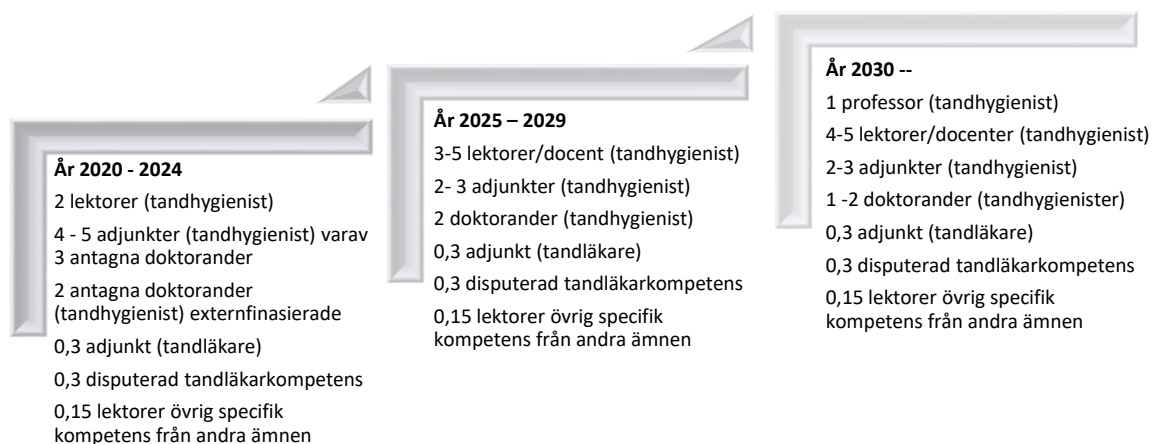 År 2020 - 2024
2 lektorer (tandhygienist)
4 - 5 adjunkter (tandhygienist) varav
3 antagna doktorander
2 antagna doktorander
(tandhygienist) externfinasierade
0,3 adjunkt (tandläkare)
0,3 disputerad tandläkarkompetens
0,15 lektorer övrig specifik
kompetens från andra ämnen
År 2025 – 2029
3-5 lektorer/docent (tandhygienist)
2- 3 adjunkter (tandhygienist)
2 doktorander (tandhygienist)
0,3 adjunkt (tandläkare)
0,3 disputerad tandläkarkompetens
0,15 lektorer övrig specifik
kompetens från andra ämnen
År 2030 --
1 professor (tandhygienist)
4-5 lektorer/docenter (tandhygienist)
2-3 adjunkter (tandhygienist)
1 -2 doktorander (tandhygienister)
0,3 adjunkt (tandläkare)
0,3 disputerad tandläkarkompetens
0,15 lektorer övrig specifik
kompetens från andra ämnen